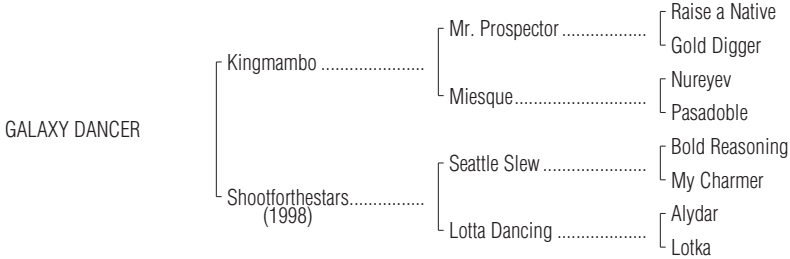 Raise a Native
Mr. Prospector ..................
Gold Digger
Kingmambo ......................
Nureyev
Miesque............................
Pasadoble
GALAXY DANCER
Bold Reasoning
Seattle Slew ......................
My Charmer
Shootforthestars................
(1998)
Alydar
Lotta Dancing ...................
Lotka